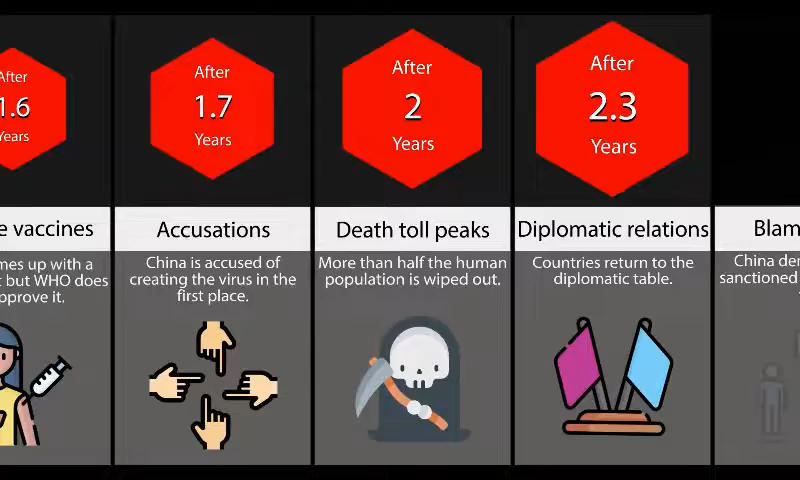 After
1.6
Years
e vaccines
mes up with a
t but WHO does
pprove it.
After
1.7
Years
Accusations
China is accused of
creating the virus in the
first place.
After
2
Years
Death toll peaks
More than half the human
population is wiped out.
After
2.3
Years
Diplomatic relations
Countries return to the
diplomatic table.
Blam
China der
sanctioned